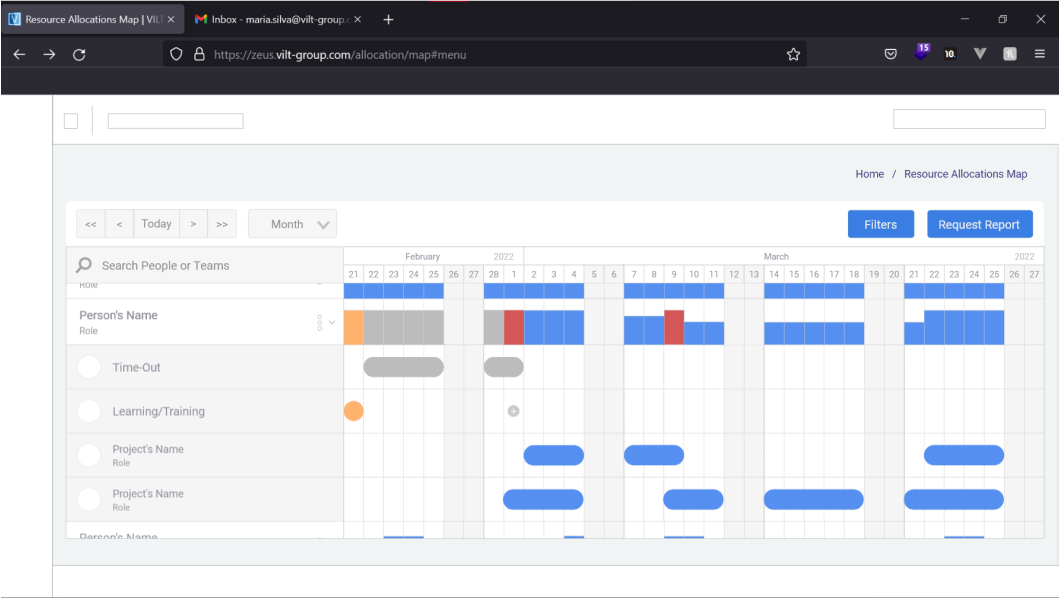 Resource Allocations Map | VILT
Inbox - maria.silva@vilt-group.c
https://zeus.vilt-group.com/allocation/map#menu
15
10.
Home / Resource Allocations Map
<< < Today > >> Month
Filters Request Report
Search People or Teams
February 2022 March 2022
21 22 23 24 25 26 27 28 1 2 3 4 5 6 7 8 9 10 11 12 13 14 15 16 17 18 19 20 21 22 23 24 25 26 27
Role
Person's Name
Role
Time-Out
Learning/Training
Project's Name
Role
Project's Name
Role
Person's Name